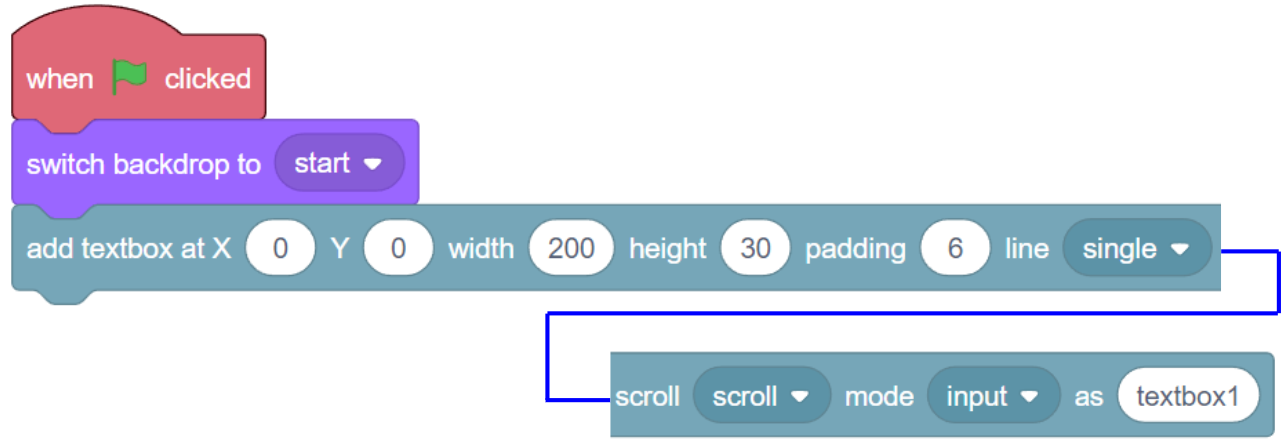 when clicked
switch backdrop to start
add textbox at X 0 Y 0 width 200 height 30 padding 6 line single
scroll scroll mode input as textbox1